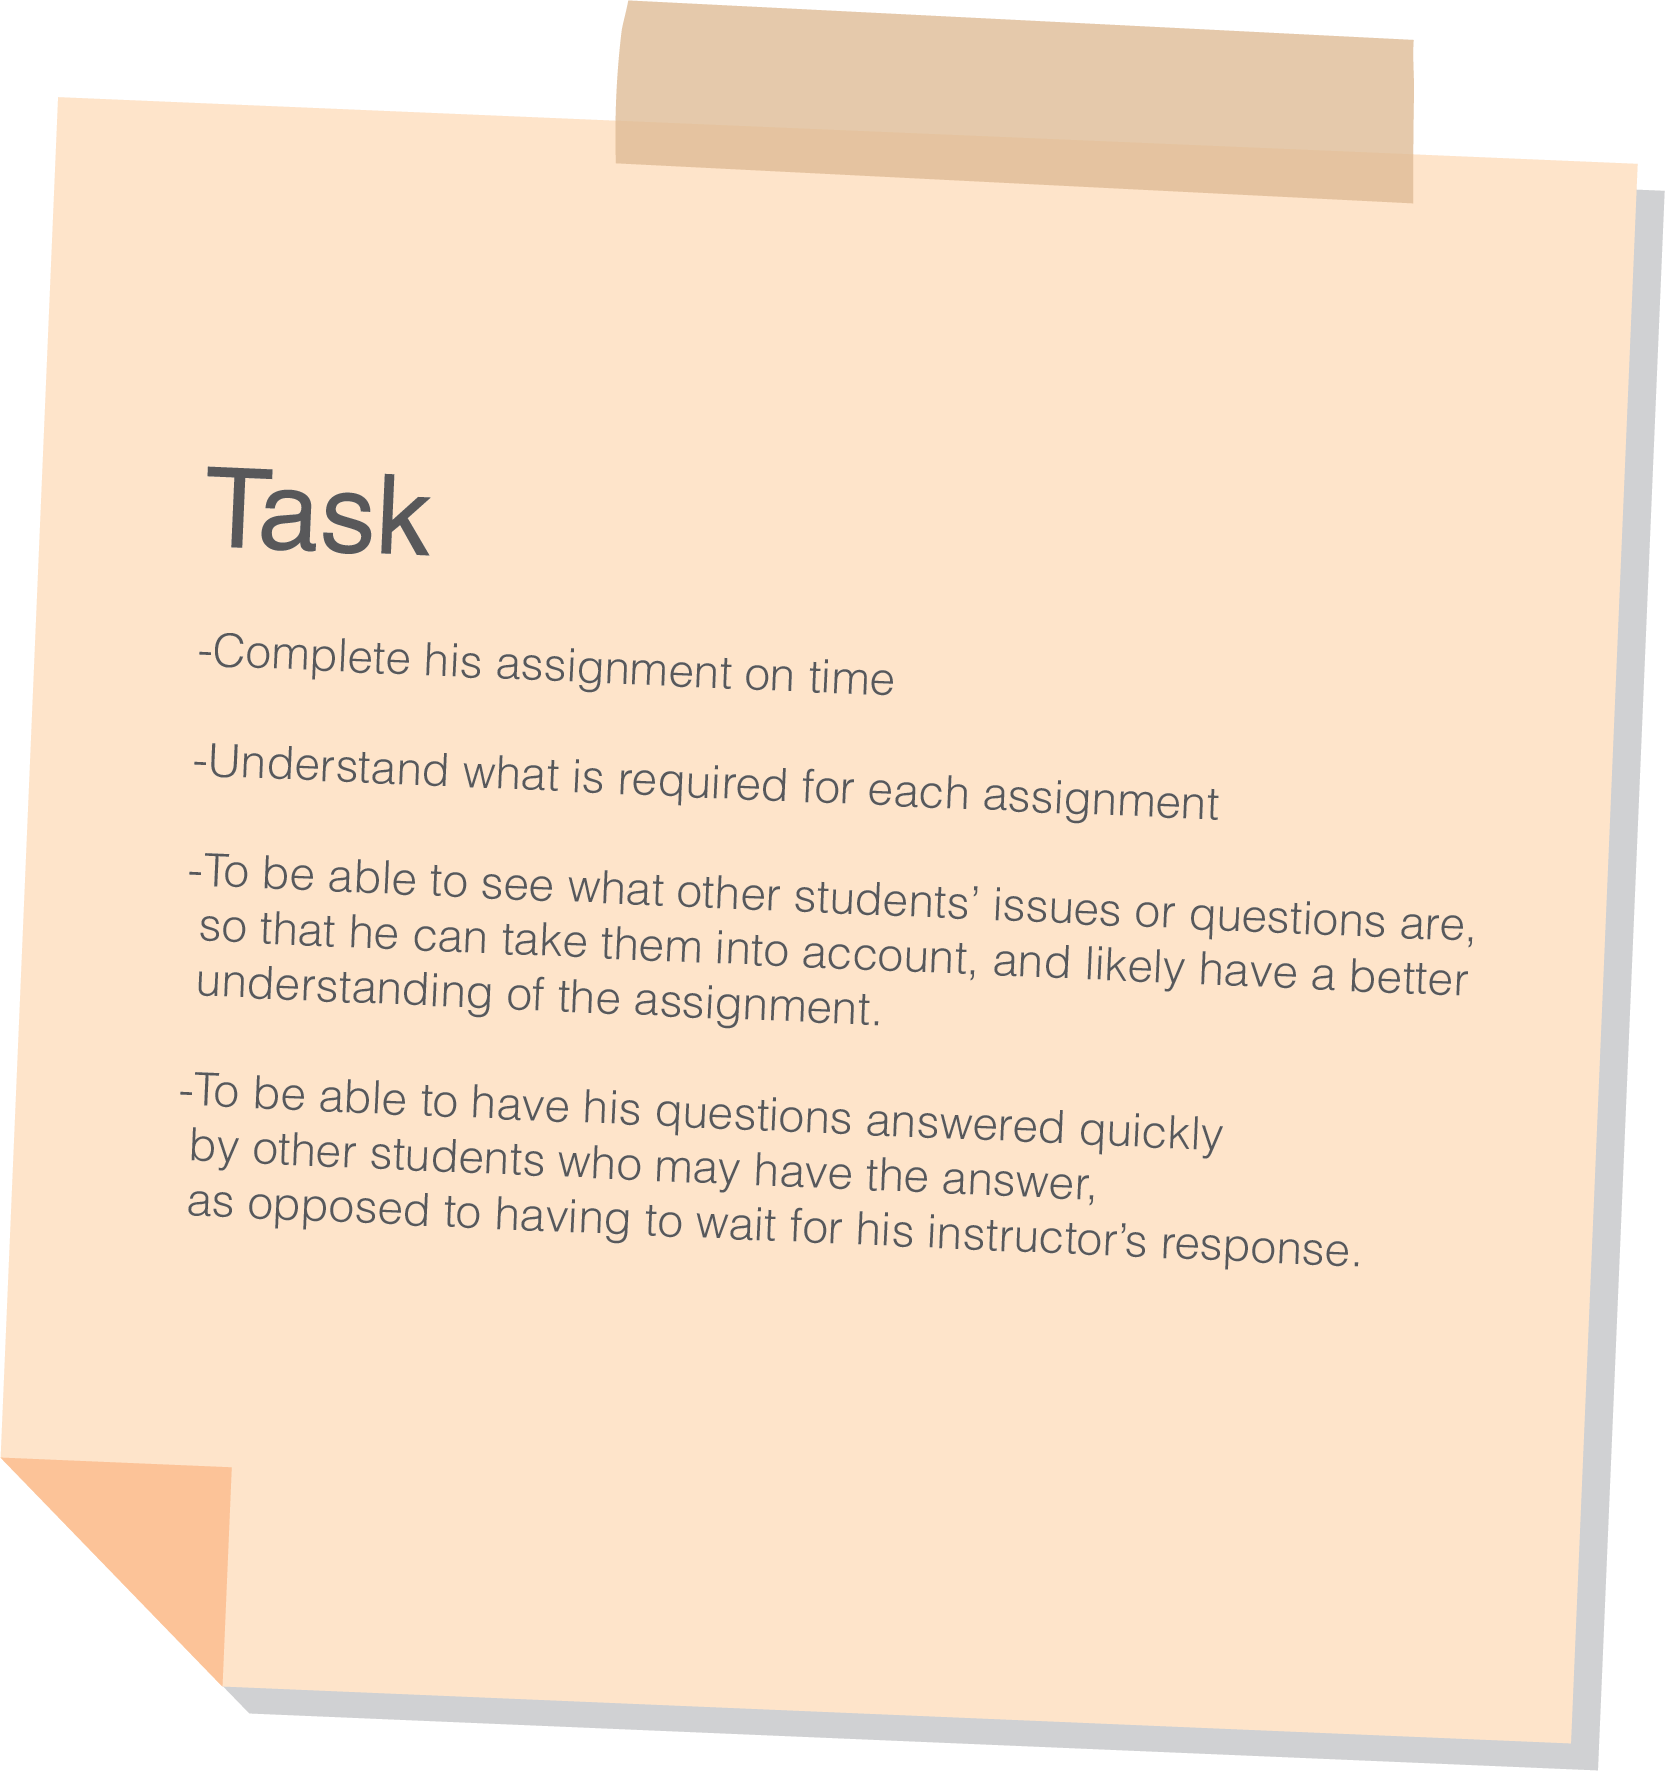 Task
-Complete his assignment on time
-Understand what is required for each assignment
-To be able to see what other students’ issues or questions are,
so that he can take them into account, and likely have a better
understanding of the assignment.
-To be able to have his questions answered quickly
by other students who may have the answer,
as opposed to having to wait for his instructor’s response.